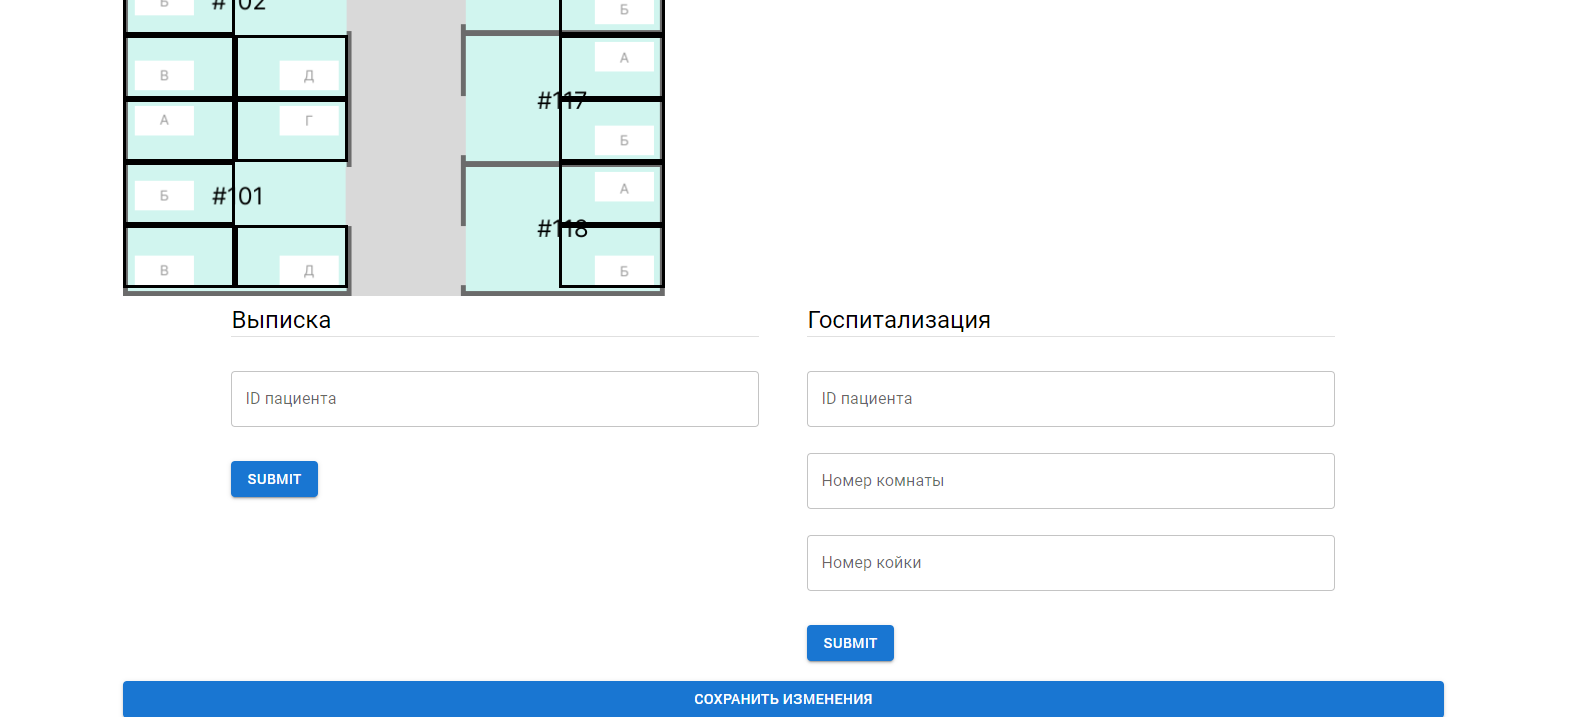 Б
#102
Б
В
Д
А
А
Г
#117
Б
Б
#101
А
#118
В
Д
Б
Выписка
Госпитализация
ID пациента
ID пациента
SUBMIT
Номер комнаты
Номер койки
SUBMIT
СОХРАНИТЬ ИЗМЕНЕНИЯ